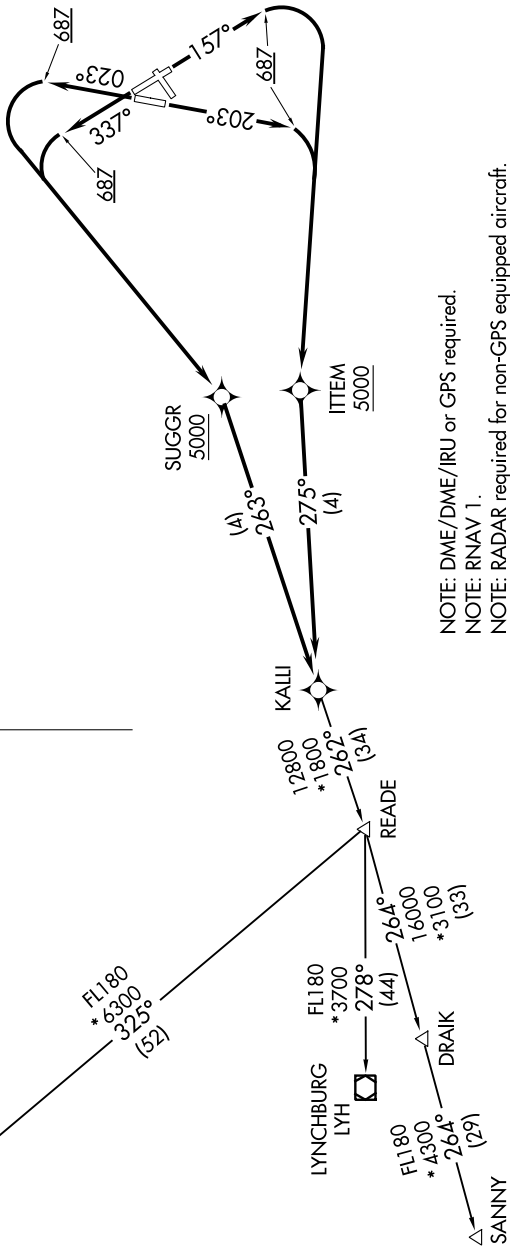 687
023°
337°
157°
687
203°
687
SUGGR
5000
ITTEM
5000
(4)
263°
275°
(4)
KALLI
12800
*1800
262°
(34)
READE
FL180
*6300
325°
(52)
FL180
*3700
278°
(44)
LYNCHBURG
LYH
264°
16000
*3100
(33)
DRAIK
FL180
*4300
264°
(29)
SANNY
NOTE: DME/DME/IRU or GPS required.
NOTE: RNAV 1.
NOTE: RADAR required for non-GPS equipped aircraft.